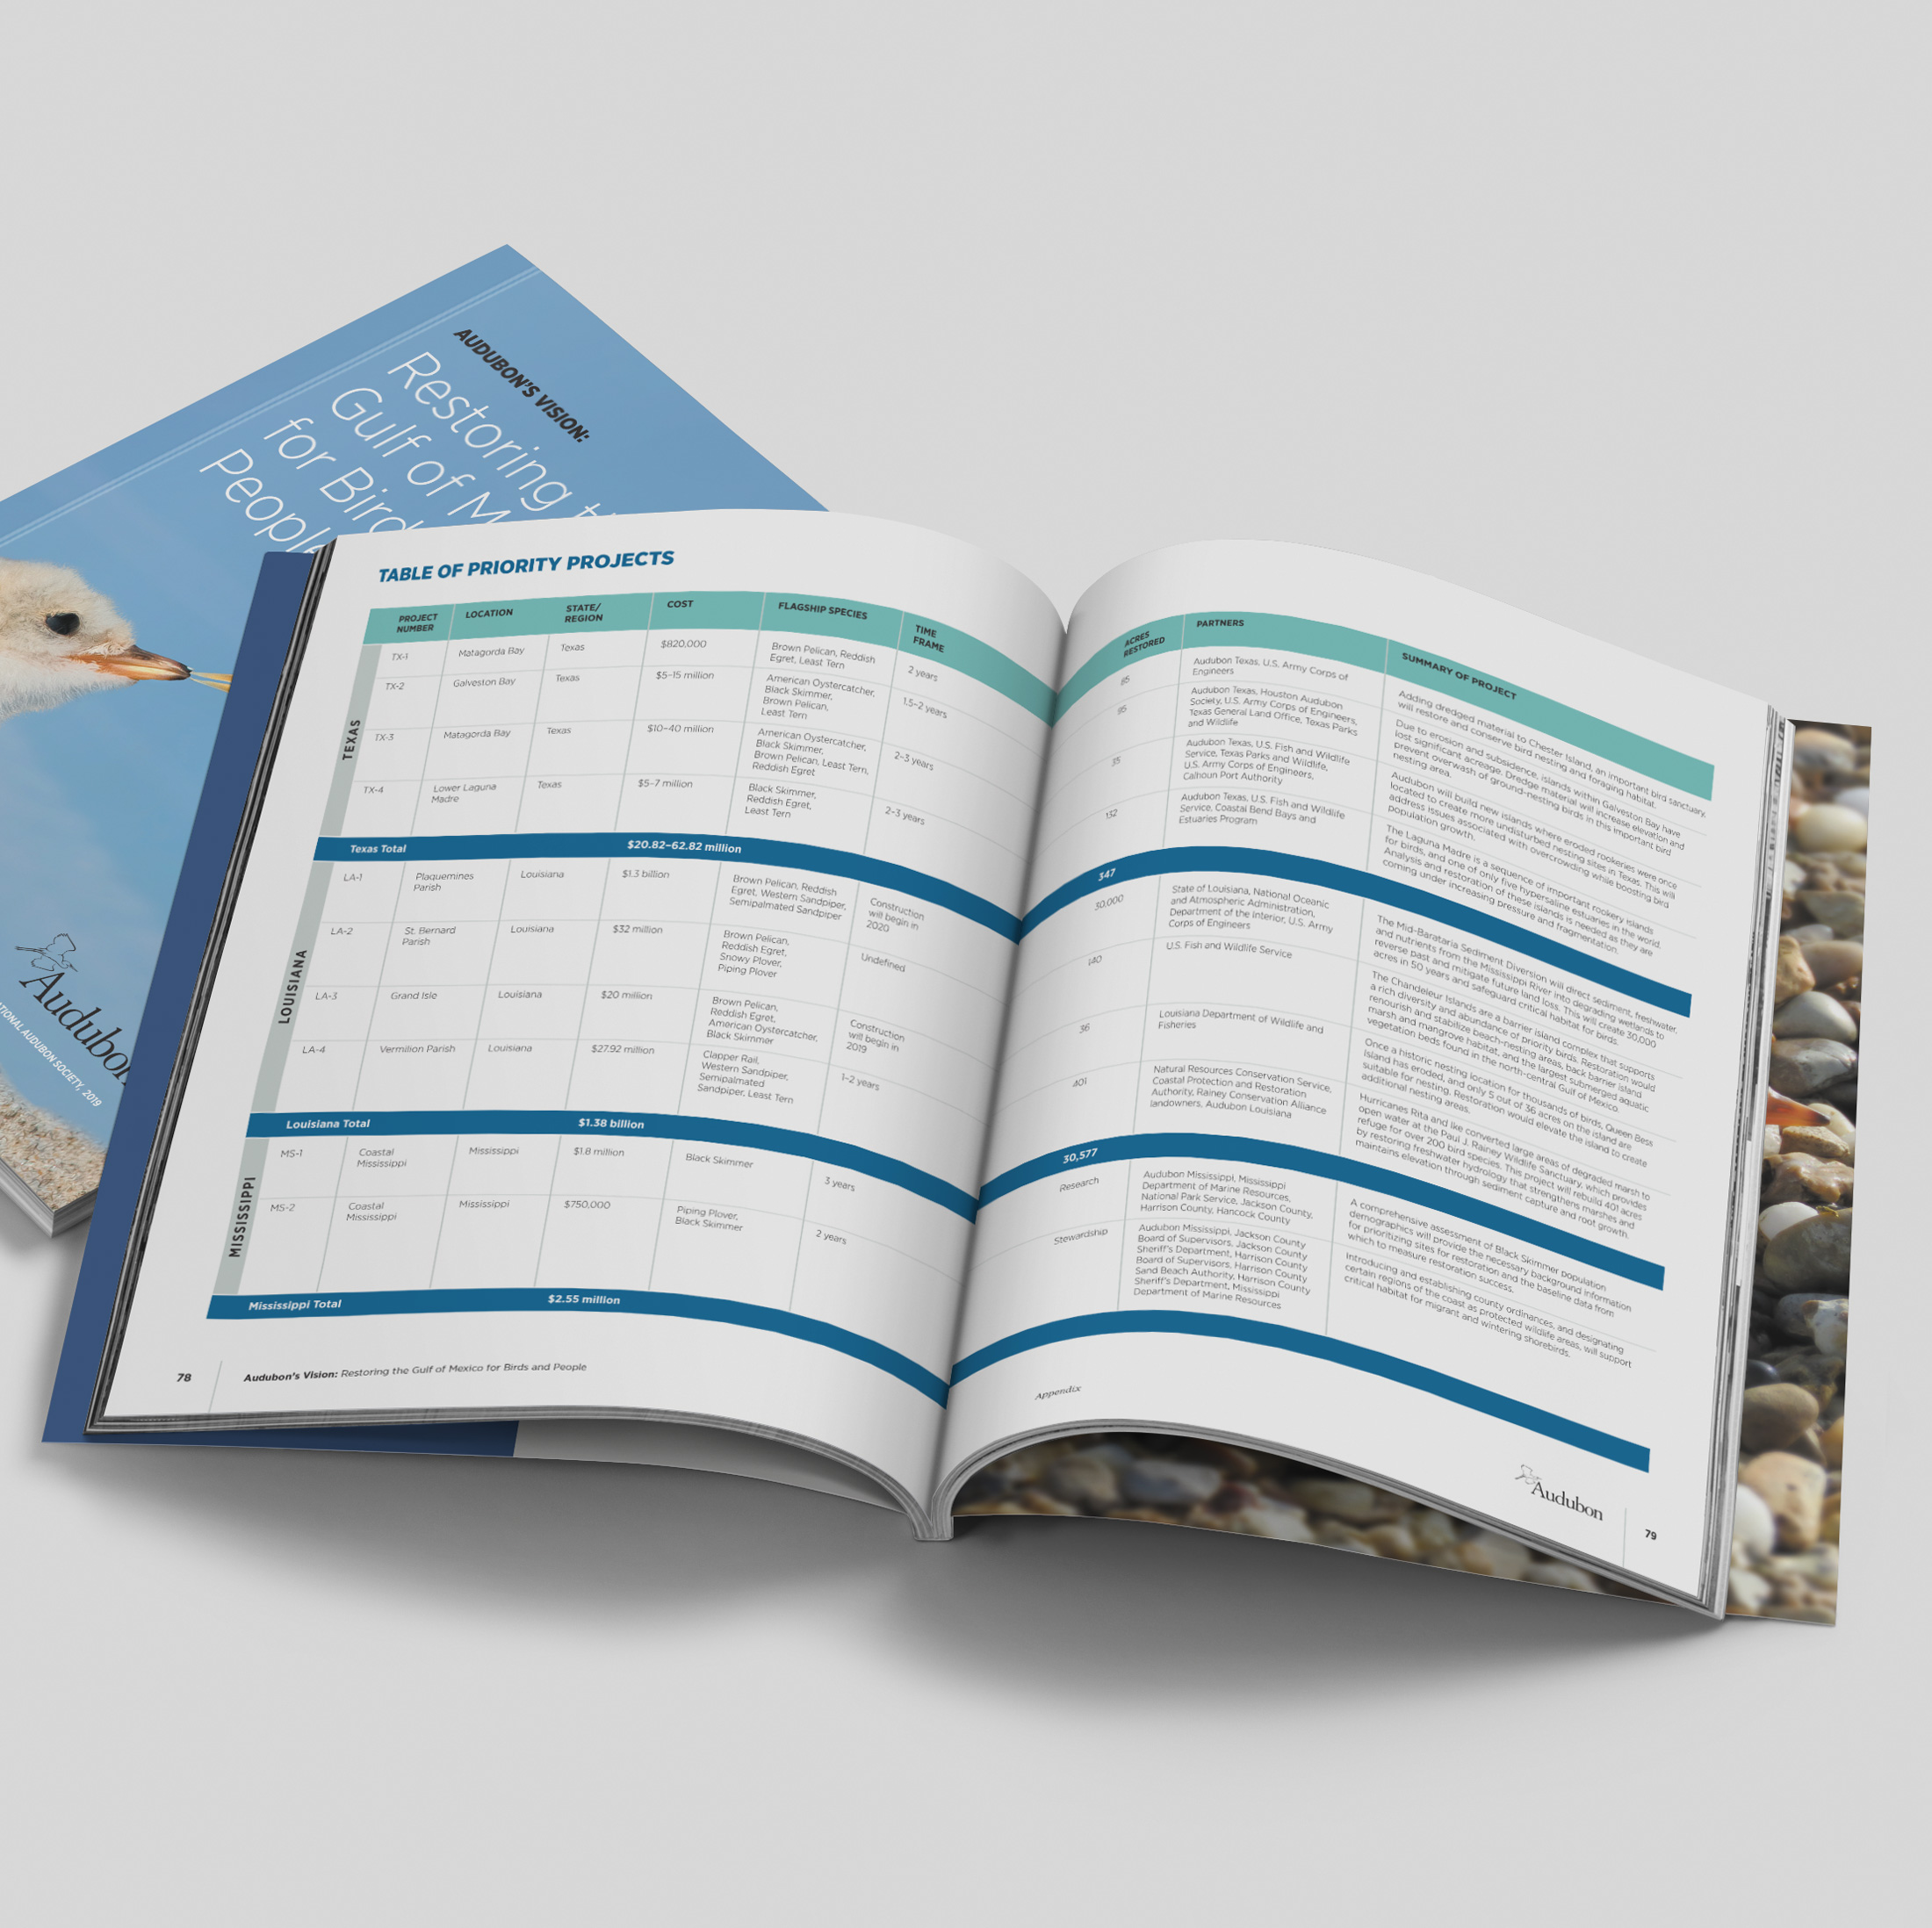 AUDUBON'S VISION:
Restoring
Gulf of M
for Bird
People
Audubon
NATIONAL AUDUBON SOCIETY, 2019
TABLE OF PRIORITY PROJECTS
PROJECT NUMBER
LOCATION
STATE/ REGION
COST
FLAGSHIP SPECIES
TIME FRAME
ACRES RESTORED
PARTNERS
SUMMARY OF PROJECT
TEXAS
TX-1
Matagorda Bay
Texas
$820,000
Brown Pelican, Reddish
Egret, Least Tern
2 years
85
Audubon Texas, U.S. Army Corps of
Engineers
Adding dredged material to Chester Island, an important bird sanctuary,
will restore and conserve bird nesting and foraging habitat.
TX-2
Galveston Bay
Texas
$5–15 million
American Oystercatcher,
Black Skimmer,
Brown Pelican,
Least Tern
1.5–2 years
95
Audubon Texas, Houston Audubon
Society, U.S. Army Corps of Engineers,
Texas General Land Office, Texas Parks
and Wildlife
Due to erosion and subsidence, islands within Galveston Bay have
lost significant acreage. Dredge material will increase elevation and
prevent overwash of ground-nesting birds in this important bird
nesting area.
TX-3
Matagorda Bay
Texas
$10–40 million
American Oystercatcher,
Black Skimmer,
Brown Pelican, Least Tern,
Reddish Egret
2–3 years
35
Audubon Texas, U.S. Fish and Wildlife
Service, Texas Parks and Wildlife,
U.S. Army Corps of Engineers,
Calhoun Port Authority
Audubon will build new islands where eroded rookeries were once
located to create more undisturbed nesting sites in Texas. This will
address issues associated with overcrowding while boosting bird
population growth.
TX-4
Lower Laguna
Madre
Texas
$5–7 million
Black Skimmer,
Reddish Egret,
Least Tern
2–3 years
132
Audubon Texas, U.S. Fish and Wildlife
Service, Coastal Bend Bays and
Estuaries Program
The Laguna Madre is a sequence of important rookery islands
for birds, and one of only five hypersaline estuaries in the world.
Analysis and restoration of these islands is needed as they are
coming under increasing pressure and fragmentation.
Texas Total
$20.82–62.82 million
347
LOUISIANA
LA-1
Plaquemines
Parish
Louisiana
$1.3 billion
Brown Pelican, Reddish
Egret, Western Sandpiper,
Semipalmated Sandpiper
Construction
will begin in
2020
30,000
State of Louisiana, National Oceanic
and Atmospheric Administration,
Department of the Interior, U.S. Army
Corps of Engineers
The Mid-Barataria Sediment Diversion will direct sediment, freshwater,
and nutrients from the Mississippi River into degrading wetlands to
reverse past and mitigate future land loss. This will create 30,000
acres in 50 years and safeguard critical habitat for birds.
LA-2
St. Bernard
Parish
Louisiana
$32 million
Brown Pelican,
Reddish Egret,
Snowy Plover,
Piping Plover
Undefined
140
U.S. Fish and Wildlife Service
The Chandeleur Islands are a barrier island complex that supports
a rich diversity and abundance of priority birds. Restoration would
renourish and stabilize beach-nesting areas, back barrier island
marsh and mangrove habitat, and the largest submerged aquatic
vegetation beds found in the north-central Gulf of Mexico.
LA-3
Grand Isle
Louisiana
$20 million
Brown Pelican,
Reddish Egret,
American Oystercatcher,
Black Skimmer
Construction
will begin in
2019
36
Louisiana Department of Wildlife and
Fisheries
Once a historic nesting location for thousands of birds, Queen Bess
Island has eroded, and only 5 out of 36 acres on the island are
suitable for nesting. Restoration would elevate the island to create
additional nesting areas.
LA-4
Vermilion Parish
Louisiana
$27.92 million
Clapper Rail,
Western Sandpiper,
Semipalmated
Sandpiper, Least Tern
1–2 years
401
Natural Resources Conservation Service,
Coastal Protection and Restoration
Authority, Rainey Conservation Alliance
landowners, Audubon Louisiana
Hurricanes Rita and Ike converted large areas of degraded marsh to
open water at the Paul J. Rainey Wildlife Sanctuary, which provides
refuge for over 200 bird species. This project will rebuild 401 acres
by restoring freshwater hydrology that strengthens marshes and
maintains elevation through sediment capture and root growth.
Louisiana Total
$1.38 billion
30,577
MISSISSIPPI
MS-1
Coastal
Mississippi
Mississippi
$1.8 million
Black Skimmer
3 years
Research
Audubon Mississippi, Mississippi
Department of Marine Resources,
National Park Service, Jackson County,
Harrison County, Hancock County
A comprehensive assessment of Black Skimmer population
demographics will provide the necessary background information
for prioritizing sites for restoration and the baseline data from
which to measure restoration success.
MS-2
Coastal
Mississippi
Mississippi
$750,000
Piping Plover,
Black Skimmer
2 years
Stewardship
Audubon Mississippi, Jackson County
Board of Supervisors, Jackson County
Sheriff's Department, Harrison County
Board of Supervisors, Harrison County
Sand Beach Authority, Harrison County
Sheriff's Department, Mississippi
Department of Marine Resources
Introducing and establishing county ordinances, and designating
certain regions of the coast as protected wildlife areas, will support
critical habitat for migrant and wintering shorebirds.
Mississippi Total
$2.55 million
78
Audubon's Vision: Restoring the Gulf of Mexico for Birds and People
Appendix
Audubon
79